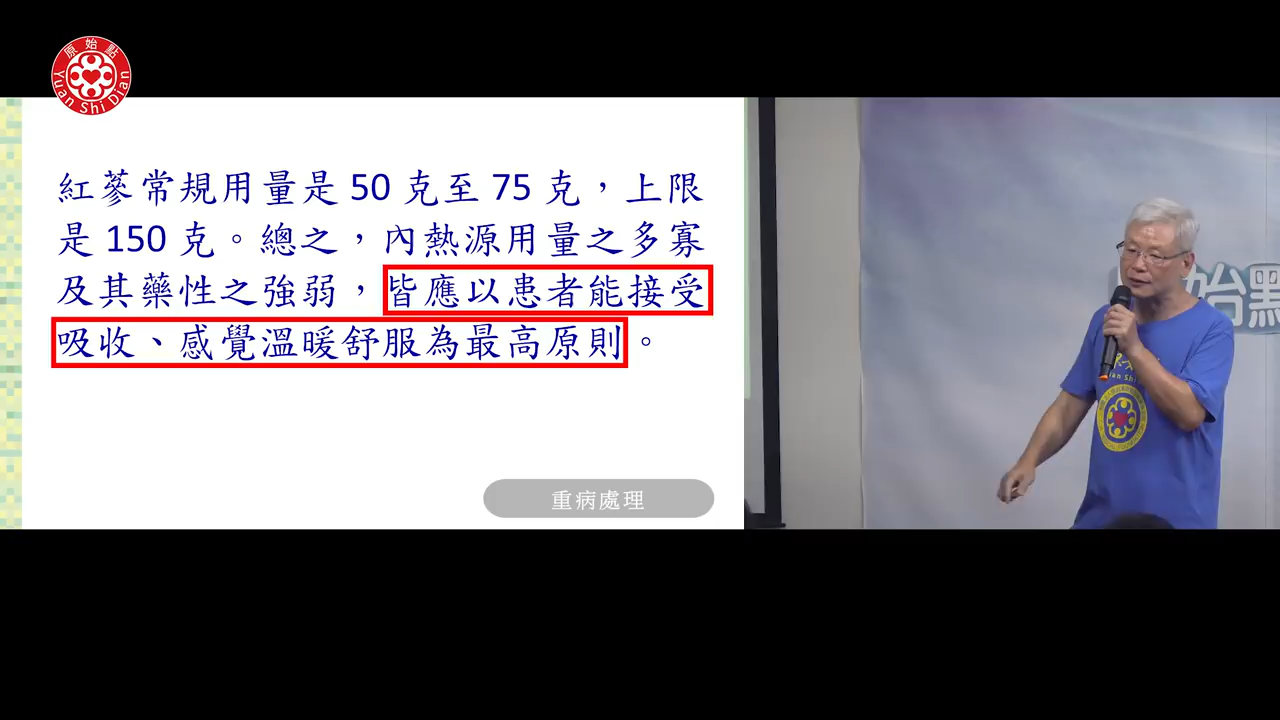 原始點
Yuan Shi Dian
紅蔘常規用量是 50 克至 75 克，上限
是 150 克。總之，內熱源用量之多寡
及其藥性之強弱，皆應以患者能接受
吸收、感覺溫暖舒服為最高原則。
重病處理
始點